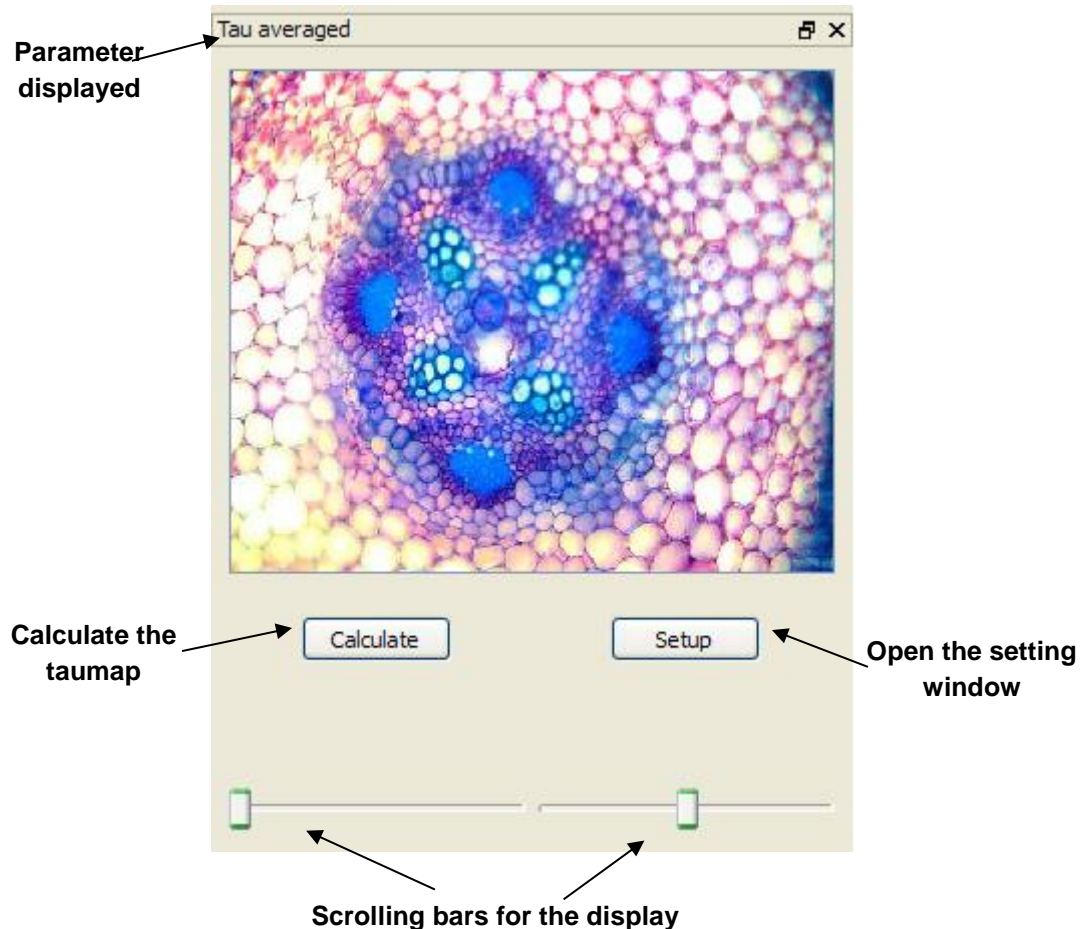 Tau averaged
Parameter
displayed
Calculate the
taumap
Calculate
Setup
Open the setting
window
Scrolling bars for the display